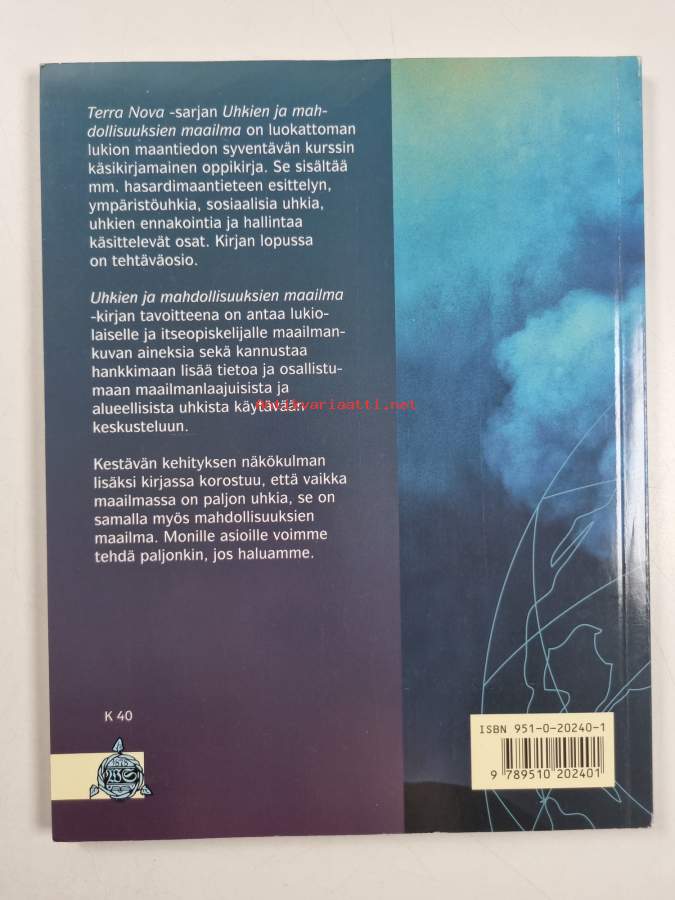 Terra Nova -sarjan Uhkien ja mah-
dollisuuksien maailma on luokattoman
lukion maantiedon syventävän kurssin
käsikirjamainen oppikirja. Se sisältää
mm. hasardimaantieteen esittelyn,
ympäristöuhkia, sosiaalisia uhkia,
uhkien ennakointia ja hallintaa
käsittelevät osat. Kirjan lopussa
on tehtäväosio.
Uhkien ja mahdollisuuksien maailma
-kirjan tavoitteena on antaa lukio-
laiselle ja itseopiskelijalle maailman-
kuvan aineksia sekä kannustaa
hankkimaan lisää tietoa ja osallistu-
maan maailmanlaajuisista ja
alueellisista uhkista käytävään
keskusteluun.
Kestävän kehityksen näkökulman
lisäksi kirjassa korostuu, että vaikka
maailmassa on paljon uhkia, se on
samalla myös mahdollisuuksien
maailma. Monille asioille voimme
tehdä paljonkin, jos haluamme.
K 40
WS
ISBN 951-0-20240-1
9 789510 202401